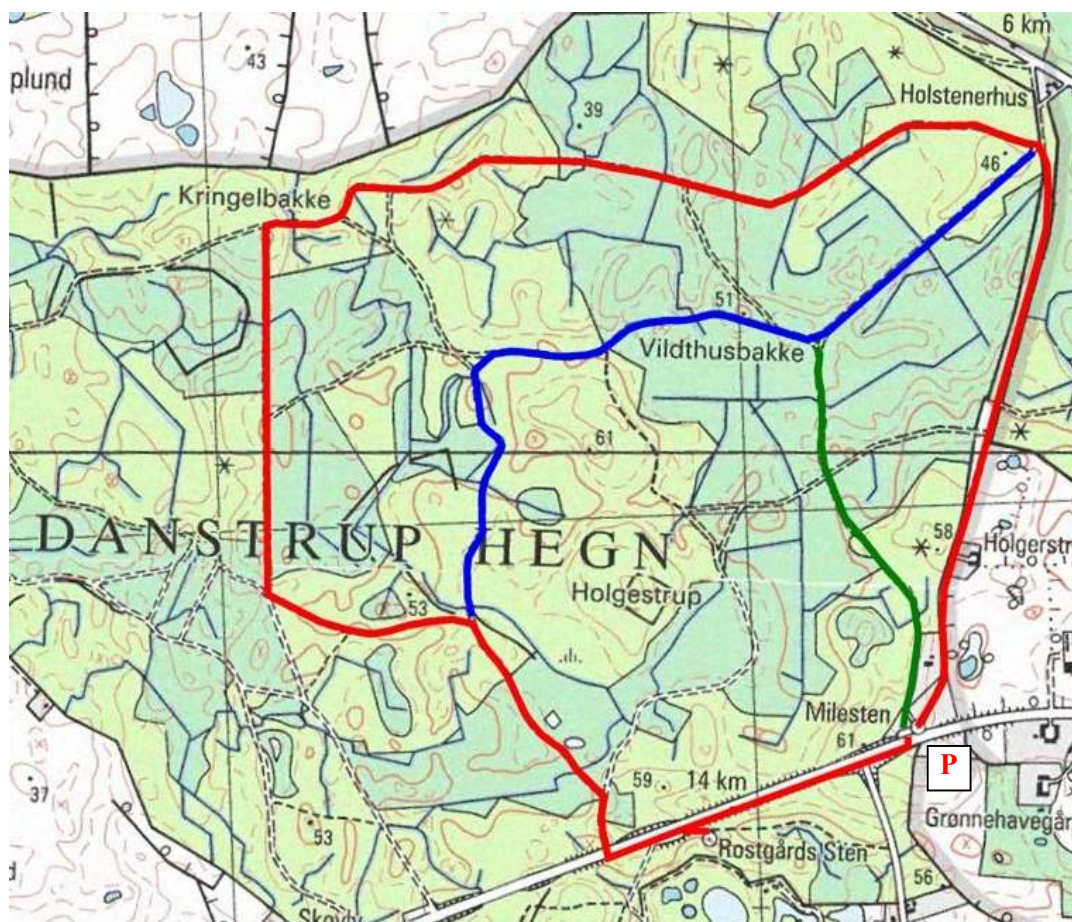 6 km
43
plund
Holstenerhus
39
46
Kringelbakke
51
Vildthusbakke
61
58
DANSTRUP HEGN
Holgerstr
53
Holgestrup
Milesten
61
P
59
14 km
37
Grønnehavegår
53
Rostgårds Sten
56
d